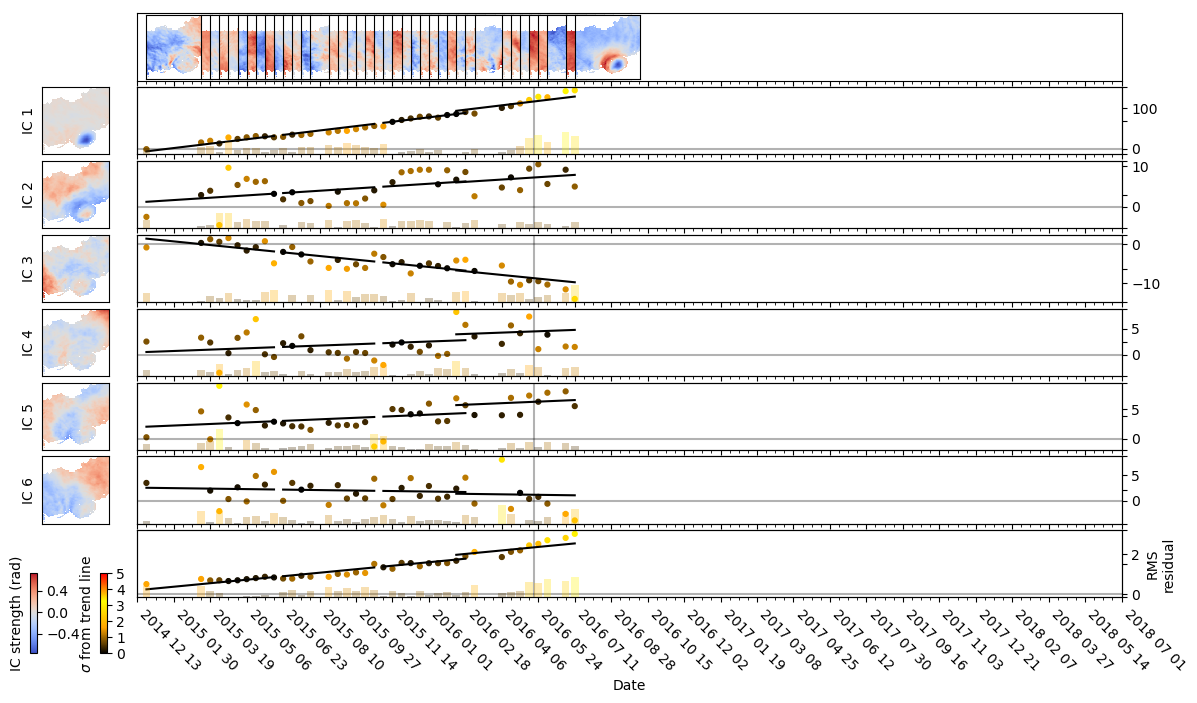 IC 1
100
0
IC 2
10
0
IC 3
0
−10
IC 4
5
0
IC 5
5
0
IC 6
5
0
2
0
RMS
residual
IC strength (rad)
0.4
0.0
−0.4
σ from trend line
5
4
3
2
1
0
2014 12 13
2015 01 30
2015 03 19
2015 05 06
2015 06 23
2015 08 10
2015 09 27
2015 11 14
2016 01 01
2016 02 18
2016 04 06
2016 05 24
2016 07 11
2016 08 28
2016 10 15
2016 12 02
2017 01 19
2017 03 08
2017 04 25
2017 06 12
2017 07 30
2017 09 16
2017 11 03
2017 12 21
2018 02 07
2018 03 27
2018 05 14
2018 07 01
Date